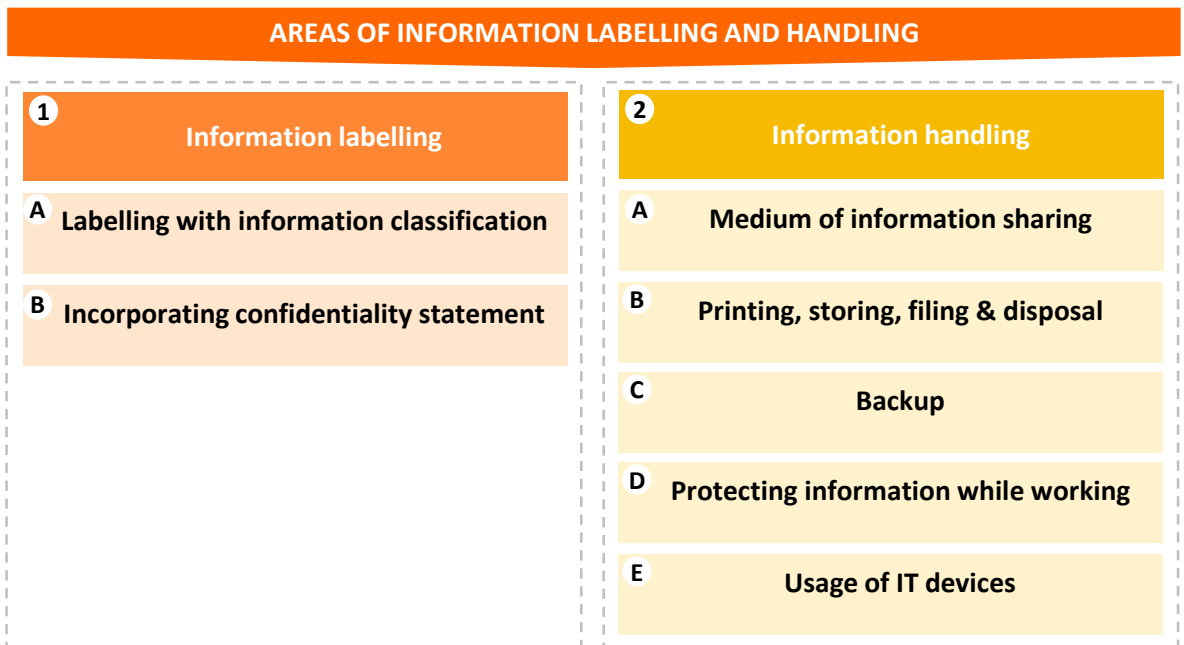 AREAS OF INFORMATION LABELLING AND HANDLING
1
Information labelling
A
Labelling with information classification
B
Incorporating confidentiality statement
2
Information handling
A
Medium of information sharing
B
Printing, storing, filing & disposal
C
Backup
D
Protecting information while working
E
Usage of IT devices